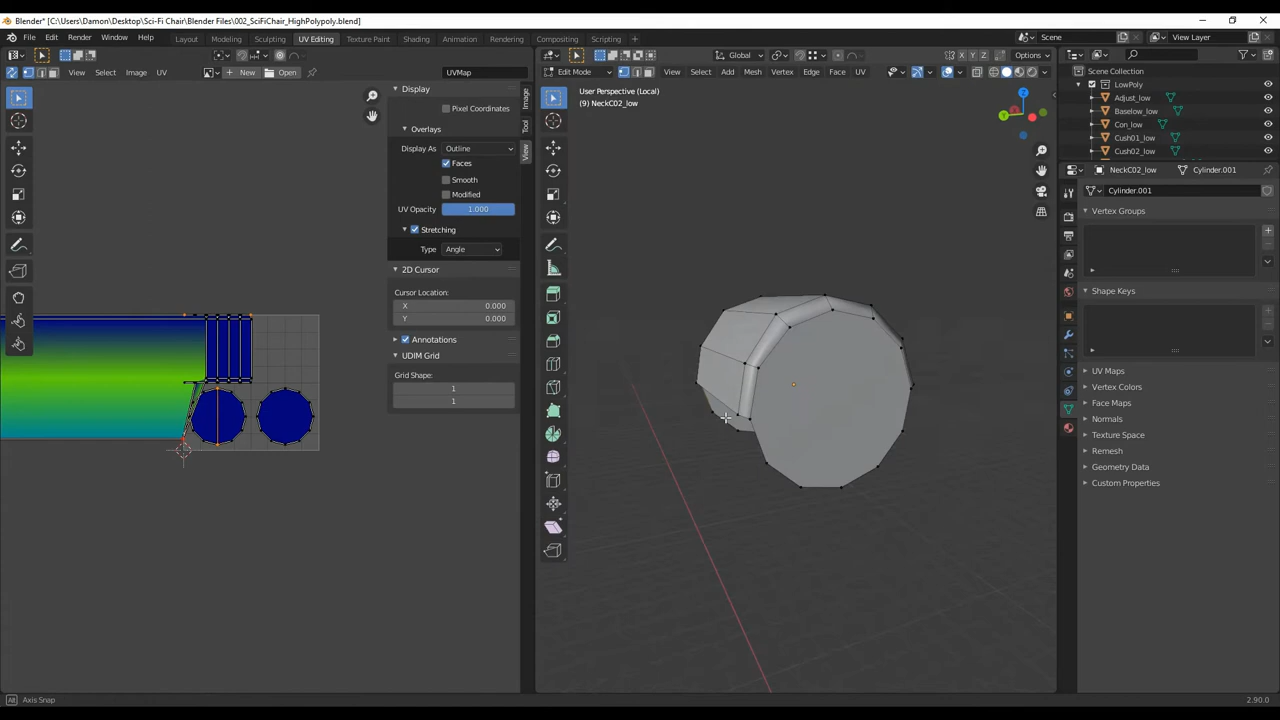 Blender* [C:\Users\Damon\Desktop\Sci-Fi Chair\Blender Files\002_SciFiChair_HighPolypoly.blend]
File Edit Render Window Help Layout Modeling Sculpting UV Editing Texture Paint Shading Animation Rendering Compositing Scripting Scene View Layer
Global Options
View Select Image UV New Open UVMap Edit Mode View Select Add Mesh Vertex Edge Face UV
Scene Collection
LowPoly
Adjust_low
Baselow_low
Con_low
Cush01_low
Cush02_low
Display
Pixel Coordinates
Overlays
Display As Outline
Faces
Smooth
Modified
UV Opacity 1.000
Stretching
Type Angle
2D Cursor
Cursor Location:
X 0.000
Y 0.000
Annotations
UDIM Grid
Grid Shape:
1
1
Image
Tool
View
User Perspective (Local)
(9) NeckC02_low
X Y Z
Z
Y
NeckC02_low Cylinder.001
Cylinder.001
Vertex Groups
Shape Keys
UV Maps
Vertex Colors
Face Maps
Normals
Texture Space
Remesh
Geometry Data
Custom Properties
Alt Axis Snap 2.90.0